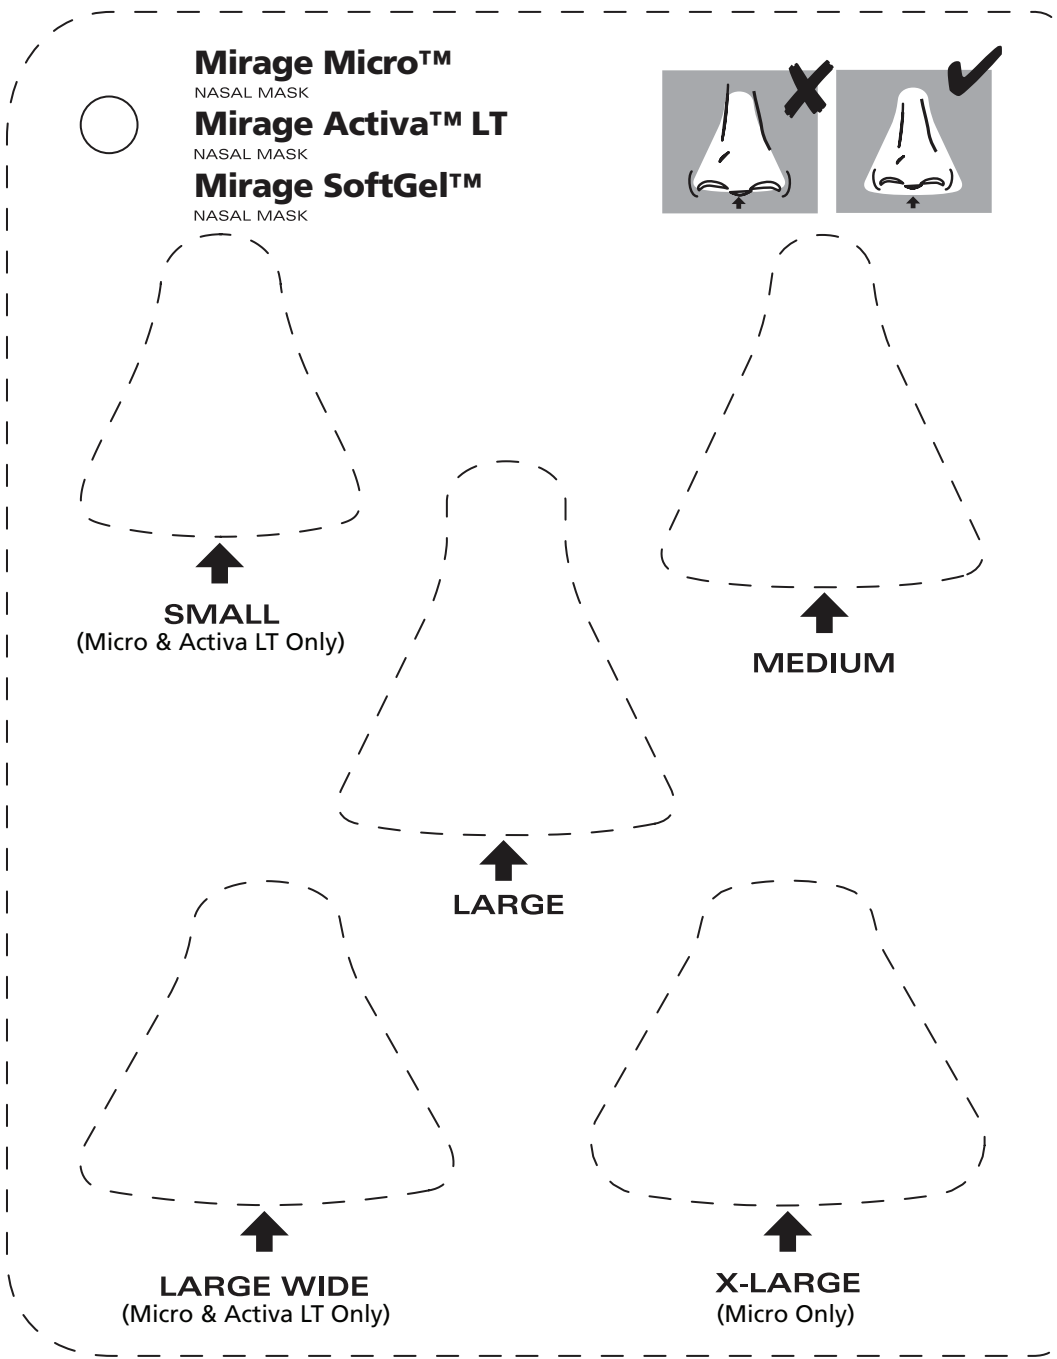 Mirage Micro™
NASAL MASK
Mirage Activa™ LT
NASAL MASK
Mirage SoftGel™
NASAL MASK
SMALL
(Micro & Activa LT Only)
MEDIUM
LARGE
LARGE WIDE
(Micro & Activa LT Only)
X-LARGE
(Micro Only)